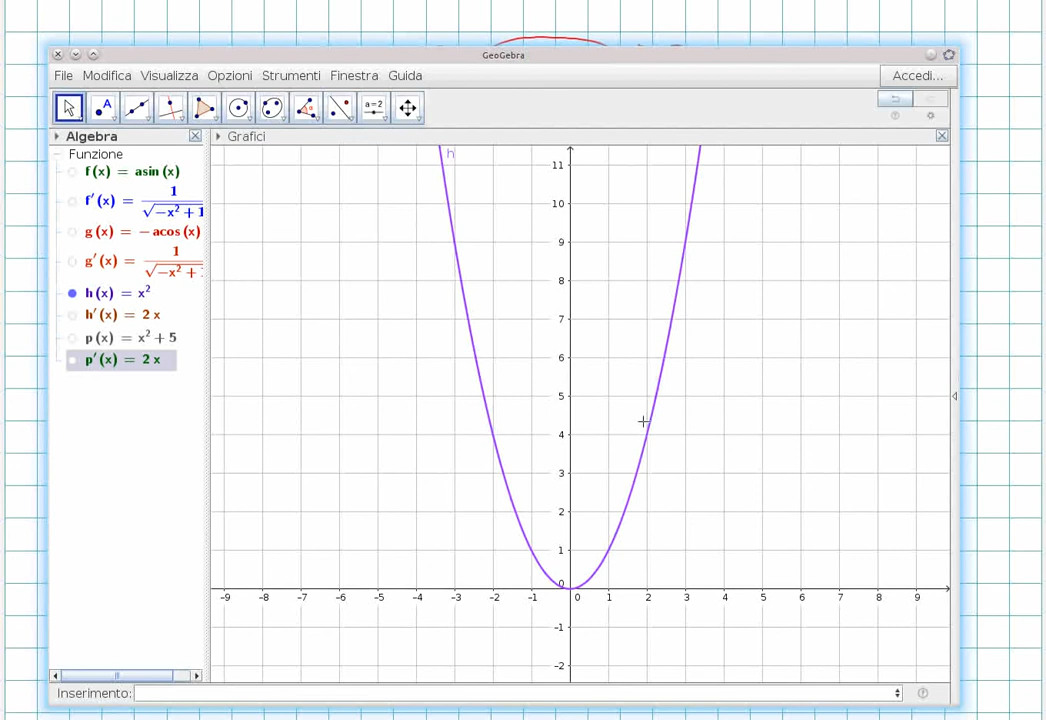 GeoGebra
File Modifica Visualizza Opzioni Strumenti Finestra Guida Accedi...
A a=2
Algebra Grafici
Funzione
f(x) = asin(x)
f′(x) = 1/√(−x² + 1
g(x) = −acos(x)
g′(x) = 1/√(−x² +
h(x) = x²
h′(x) = 2 x
p(x) = x² + 5
p′(x) = 2 x
h
11
10
9
8
7
6
5
4
3
2
1
0
−9 −8 −7 −6 −5 −4 −3 −2 −1 0 1 2 3 4 5 6 7 8 9
−1
−2
Inserimento: